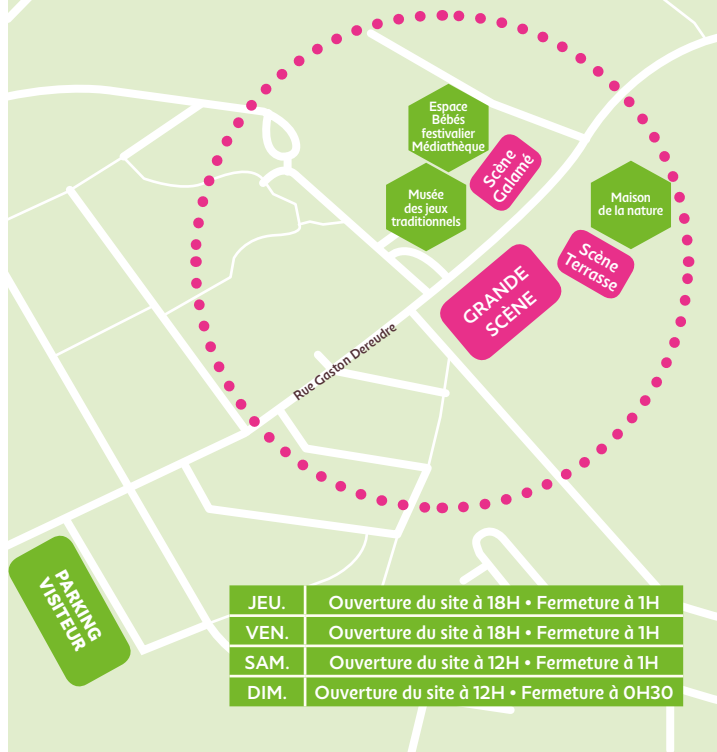 Espace
Bébés
festivalier
Médiathèque
Scène
Galamé
Musée
des jeux
traditionnels
Maison
de la nature
Scène
Terrasse
GRANDE
SCÈNE
Rue Gaston Dereudre
PARKING
VISITEUR
JEU. Ouverture du site à 18H • Fermeture à 1H
VEN. Ouverture du site à 18H • Fermeture à 1H
SAM. Ouverture du site à 12H • Fermeture à 1H
DIM. Ouverture du site à 12H • Fermeture à 0H30